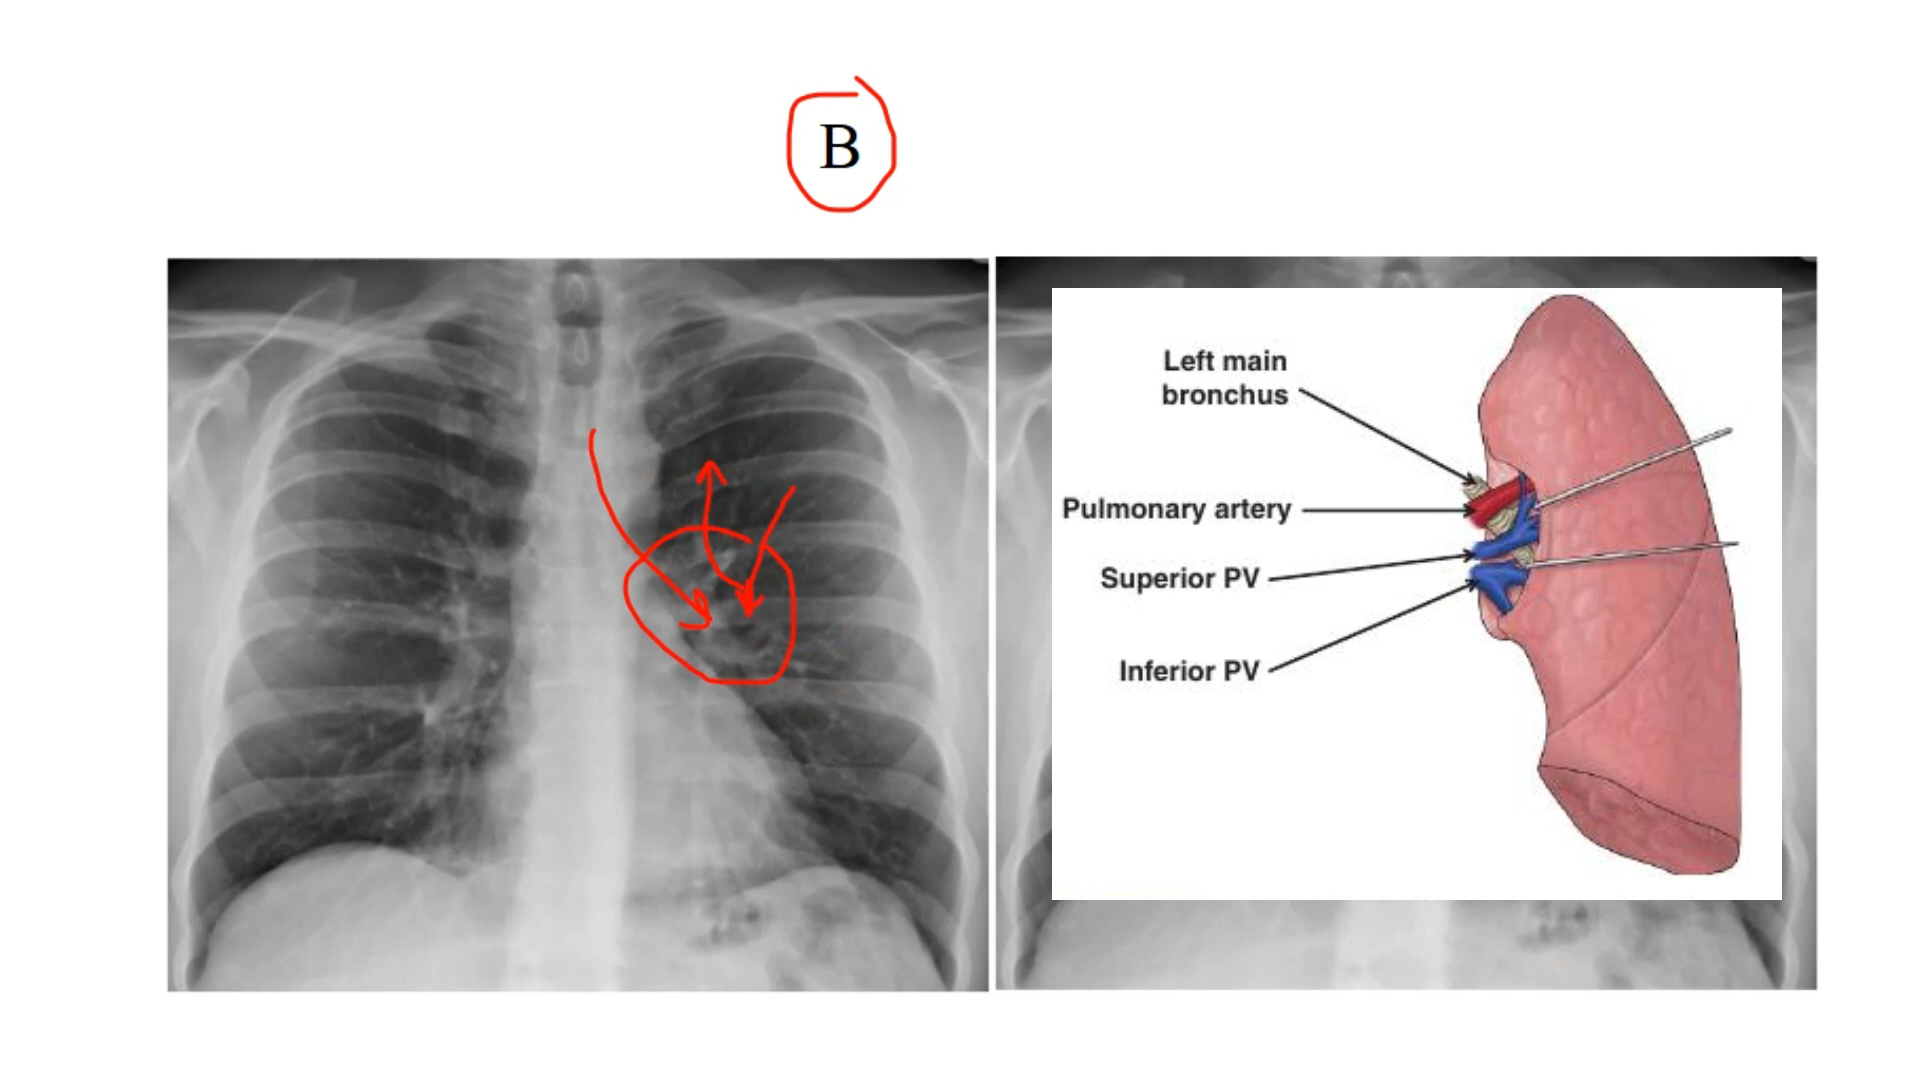 B
Left main
bronchus
Pulmonary artery
Superior PV
Inferior PV